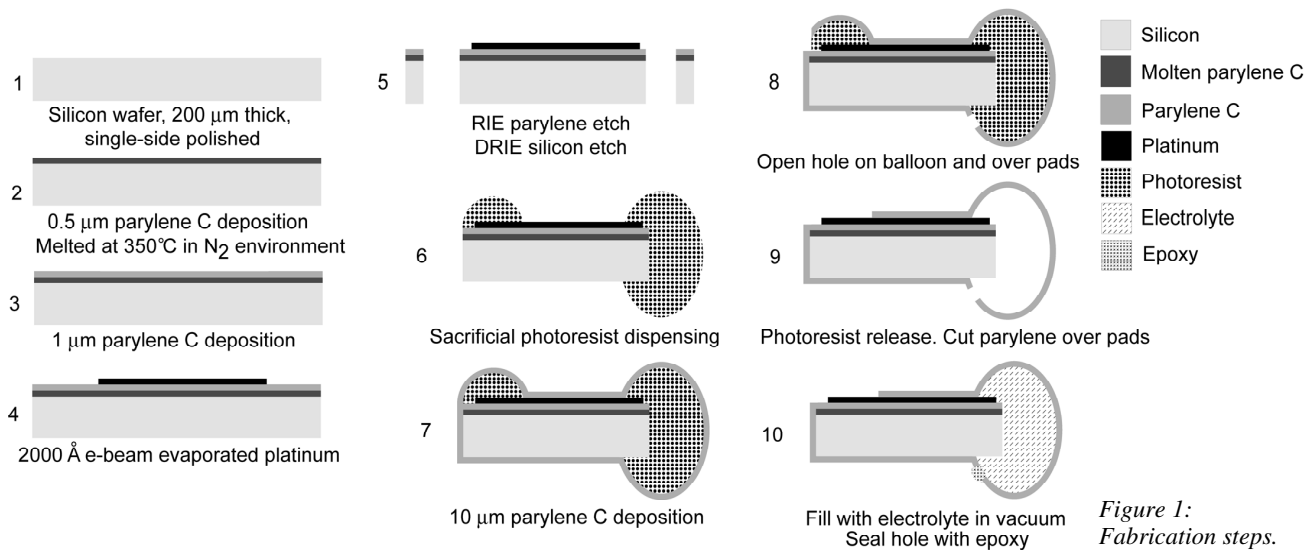 1
Silicon wafer, 200 μm thick,
single-side polished
2
0.5 μm parylene C deposition
Melted at 350℃ in N2 environment
3
1 μm parylene C deposition
4
2000 Å e-beam evaporated platinum
5
RIE parylene etch
DRIE silicon etch
6
Sacrificial photoresist dispensing
7
10 μm parylene C deposition
8
Open hole on balloon and over pads
9
Photoresist release. Cut parylene over pads
10
Fill with electrolyte in vacuum
Seal hole with epoxy
Silicon
Molten parylene C
Parylene C
Platinum
Photoresist
Electrolyte
Epoxy
Figure 1:
Fabrication steps.